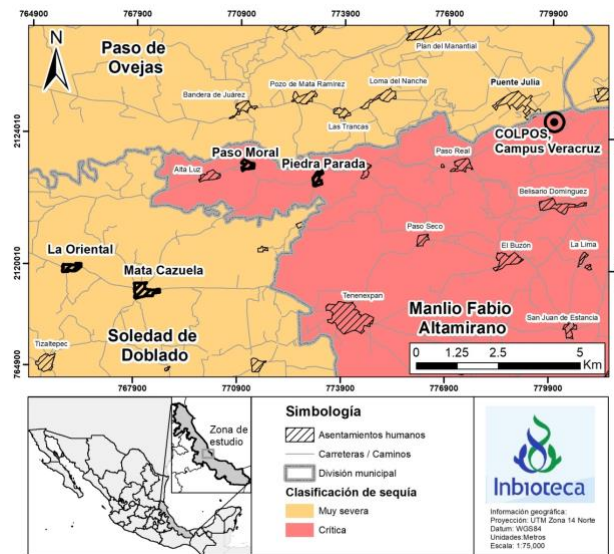 764900 767900 770900 773900 776900 779900
N
Paso de
Ovejas
Plan del Manantial
Bandera de Juárez
Pozo de Mata Ramírez
Loma del Nanche
Puente Julia
Las Trancas
2124010
COLPOS,
Campus Veracruz
Paso Moral
Alta Luz
Piedra Parada
Paso Real
Belisario Domínguez
La Oriental
Paso Seco
El Buzón
La Lima
2120010
Mata Cazuela
Tenenexpan
Manlio Fabio
Altamirano
San Juan de Estancia
Soledad de
Doblado
Tizaltepec
0 1.25 2.5 5
Km
764900
767900 770900 773900 776900 779900
Zona de
estudio
Simbología
Asentamientos humanos
Carreteras / Caminos
División municipal
Clasificación de sequía
Muy severa
Crítica
Inbioteca
Información geográfica:
Proyección: UTM Zona 14 Norte
Datum: WGS84
Unidades:Metros
Escala: 1:75,000